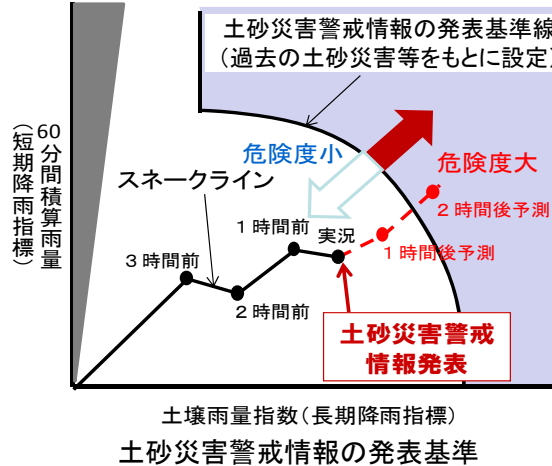 土砂災害警戒情報の発表基準線
(過去の土砂災害等をもとに設定)
危険度小
危険度大
スネークライン
60分間積算雨量
(短期降雨指標)
1時間前
実況
2時間後予測
3時間前
1時間後予測
2時間前
土砂災害警戒
情報発表
土壌雨量指数(長期降雨指標)
土砂災害警戒情報の発表基準